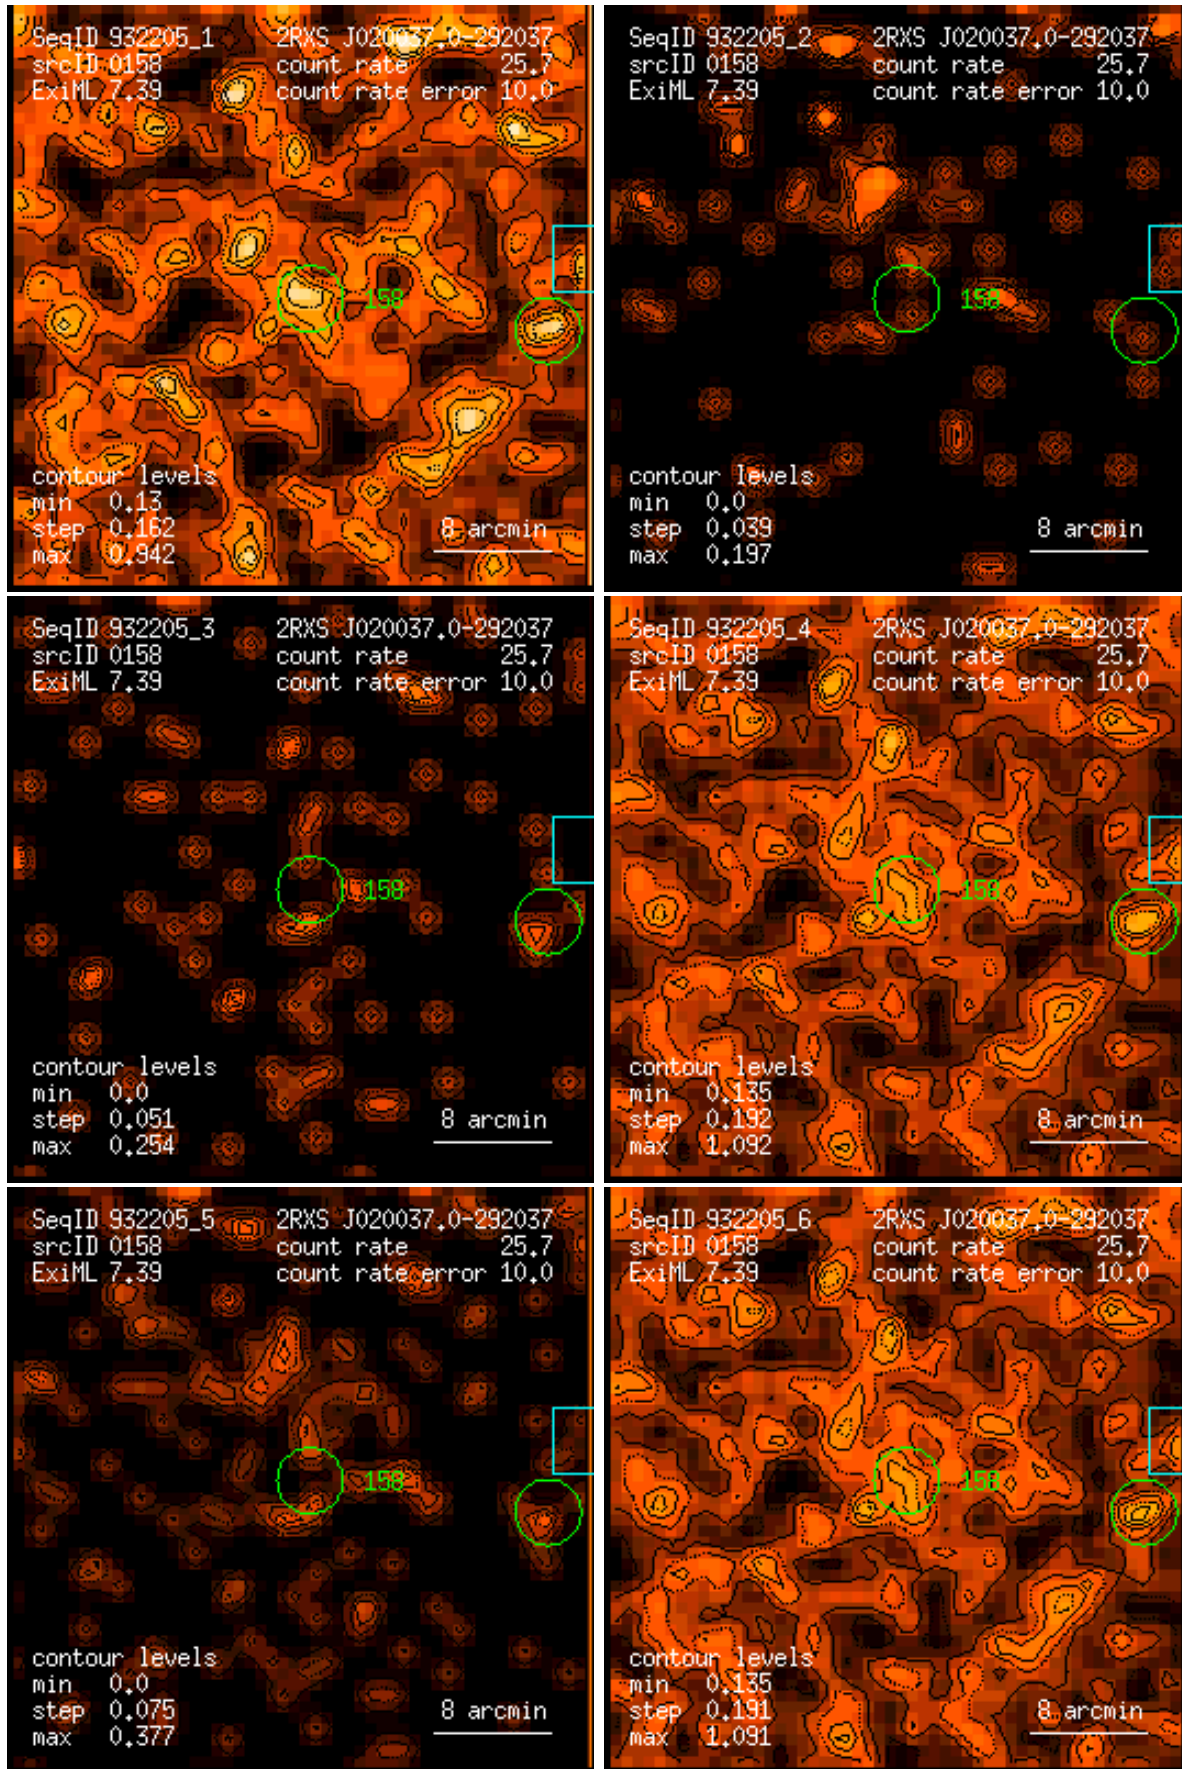 SeqID 932205_1 2RXS J020037.0-292037
srcID 0158 count rate 25.7
ExiML 7.39 count rate error 10.0
158
contour levels
min 0.13
step 0.162 8 arcmin
max 0.942
SeqID 932205_2 2RXS J020037.0-292037
srcID 0158 count rate 25.7
ExiML 7.39 count rate error 10.0
158
contour levels
min 0.0
step 0.039 8 arcmin
max 0.197
SeqID 932205_3 2RXS J020037.0-292037
srcID 0158 count rate 25.7
ExiML 7.39 count rate error 10.0
158
contour levels
min 0.0
step 0.051 8 arcmin
max 0.254
SeqID 932205_4 2RXS J020037.0-292037
srcID 0158 count rate 25.7
ExiML 7.39 count rate error 10.0
158
contour levels
min 0.135
step 0.192 8 arcmin
max 1.092
SeqID 932205_5 2RXS J020037.0-292037
srcID 0158 count rate 25.7
ExiML 7.39 count rate error 10.0
158
contour levels
min 0.0
step 0.075 8 arcmin
max 0.377
SeqID 932205_6 2RXS J020037.0-292037
srcID 0158 count rate 25.7
ExiML 7.39 count rate error 10.0
158
contour levels
min 0.135
step 0.191 8 arcmin
max 1.091